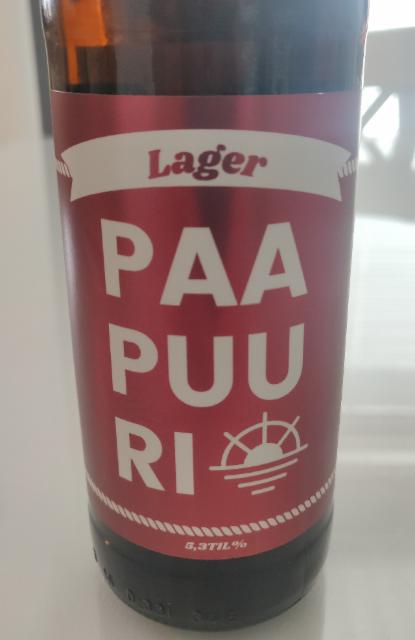 Lager
PAA
PUU
RI
5,3TIL%